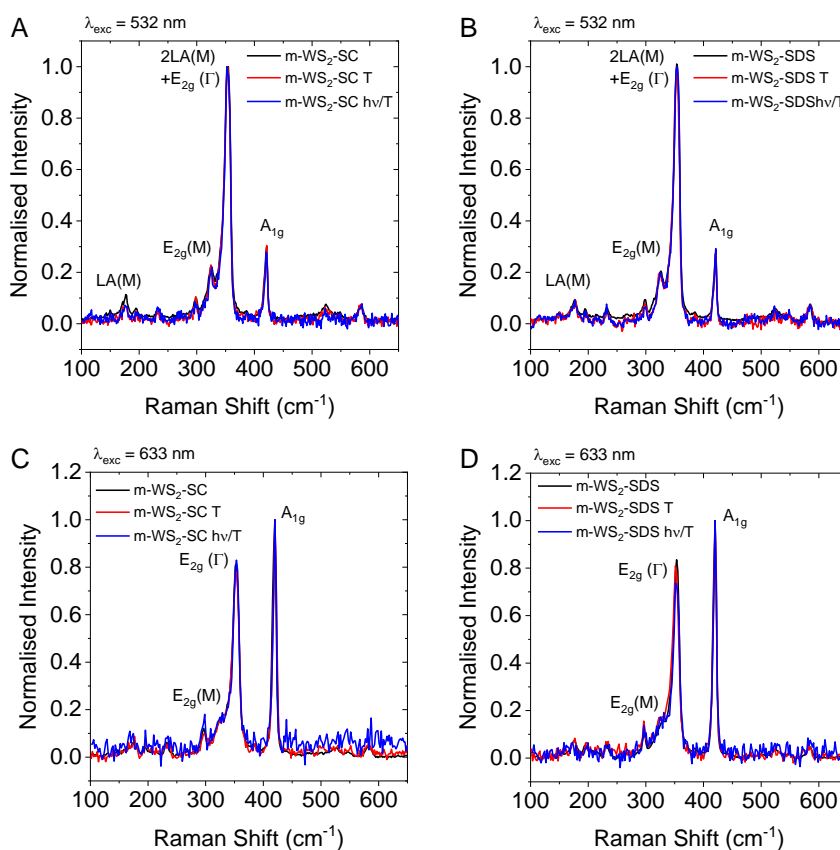 A
λexc = 532 nm
2LA(M)
+E2g (Γ)
m-WS2-SC
m-WS2-SC T
m-WS2-SC hν/T
E2g(M)
A1g
LA(M)
Normalised Intensity
1.0
0.8
0.6
0.4
0.2
0.0
100 200 300 400 500 600
Raman Shift (cm-1)
B
λexc = 532 nm
2LA(M)
+E2g (Γ)
m-WS2-SDS
m-WS2-SDS T
m-WS2-SDShν/T
E2g(M)
A1g
LA(M)
Normalised Intensity
1.0
0.8
0.6
0.4
0.2
0.0
100 200 300 400 500 600
Raman Shift (cm-1)
C
λexc = 633 nm
m-WS2-SC
m-WS2-SC T
m-WS2-SC hν/T
A1g
E2g (Γ)
E2g(M)
Normalised Intensity
1.2
1.0
0.8
0.6
0.4
0.2
0.0
100 200 300 400 500 600
Raman Shift (cm-1)
D
λexc = 633 nm
m-WS2-SDS
m-WS2-SDS T
m-WS2-SDS hν/T
A1g
E2g (Γ)
E2g(M)
Normalised Intensity
1.2
1.0
0.8
0.6
0.4
0.2
0.0
100 200 300 400 500 600
Raman Shift (cm-1)